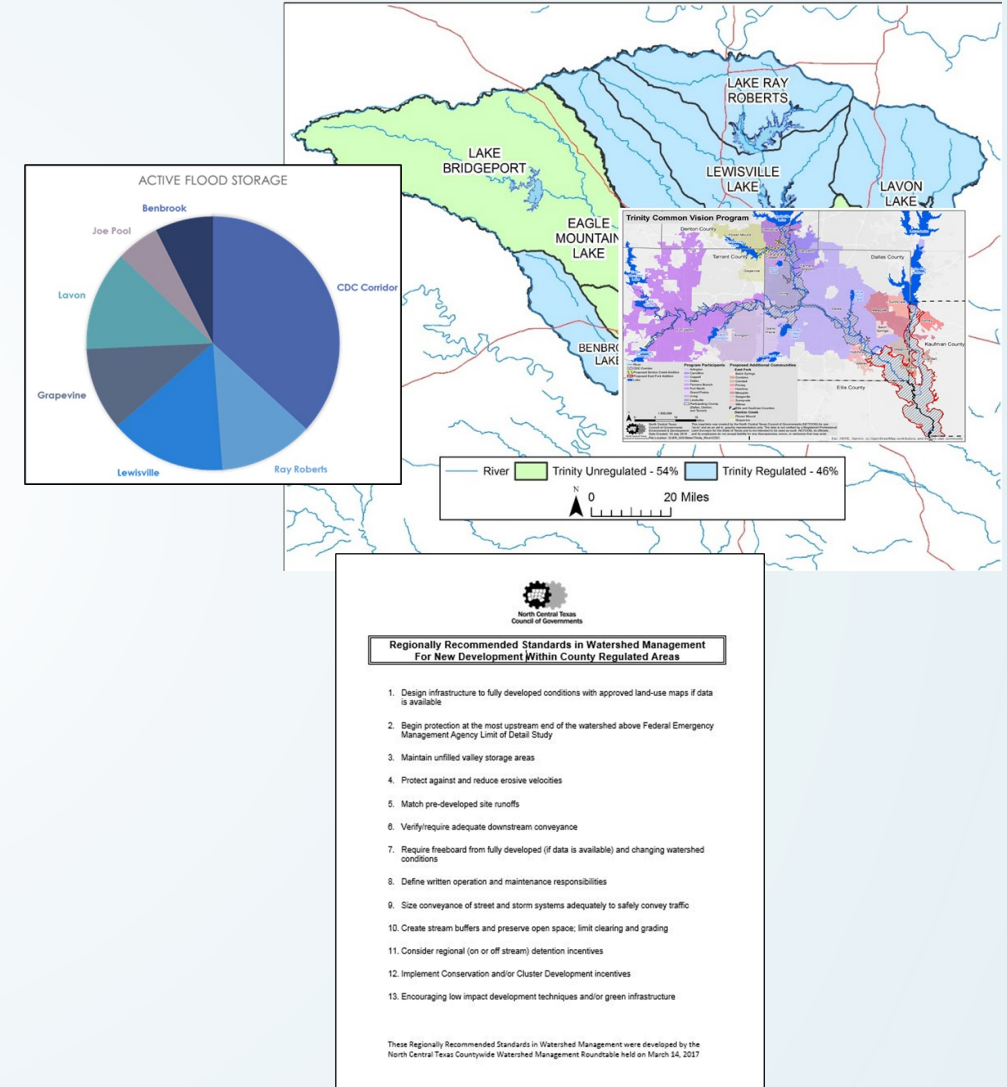 ACTIVE FLOOD STORAGE
Benbrook
Joe Pool
Lavon
CDC Corridor
Grapevine
Lewisville
Ray Roberts
LAKE RAY
ROBERTS
LAKE
BRIDGEPORT
LEWISVILLE
LAKE
LAVON
LAKE
EAGLE
MOUNTAIN
LAKE
Trinity Common Vision Program
Denton County
Tarrant County
Dallas County
Kaufman County
Ellis County
Program Participants
Proposed Additional Communities
River
Trinity Unregulated - 54%
Trinity Regulated - 46%
N
0
20 Miles
North Central Texas
Council of Governments
Regionally Recommended Standards in Watershed Management
For New Development Within County Regulated Areas
1. Design infrastructure to fully developed conditions with approved land-use maps if data
is available
2. Begin protection at the most upstream end of the watershed above Federal Emergency
Management Agency Limit of Detail Study
3. Maintain unfilled valley storage areas
4. Protect against and reduce erosive velocities
5. Match pre-developed site runoffs
6. Verify/require adequate downstream conveyance
7. Require freeboard from fully developed (if data is available) and changing watershed
conditions
8. Define written operation and maintenance responsibilities
9. Size conveyance of street and storm systems adequately to safely convey traffic
10. Create stream buffers and preserve open space; limit clearing and grading
11. Consider regional (on or off stream) detention incentives
12. Implement Conservation and/or Cluster Development incentives
13. Encouraging low impact development techniques and/or green infrastructure
These Regionally Recommended Standards in Watershed Management were developed by the
North Central Texas Countywide Watershed Management Roundtable held on March 14, 2017